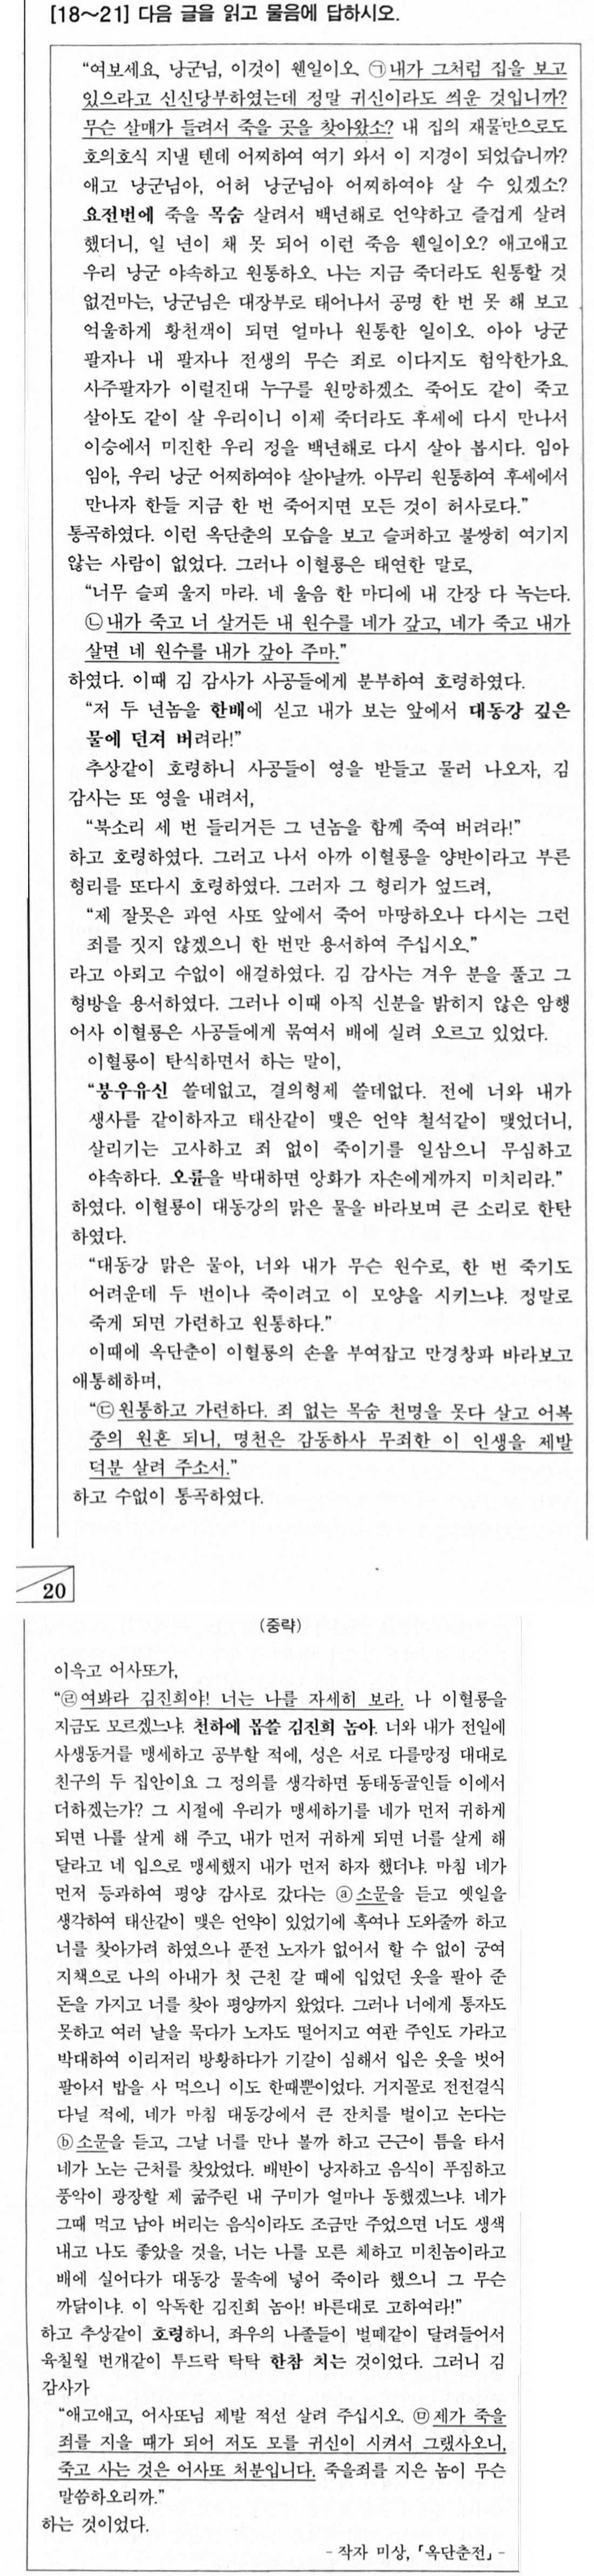 [18～21] 다음 글을 읽고 물음에 답하시오.
“여보세요, 낭군님, 이것이 웬일이오. ㉠내가 그처럼 집을 보고
있으라고 신신당부하였는데 정말 귀신이라도 씌운 것입니까?
무슨 살매가 들려서 죽을 곳을 찾아왔소? 내 집의 재물만으로도
호의호식 지낼 텐데 어찌하여 여기 와서 이 지경이 되었습니까?
애고 낭군님아, 어허 낭군님아 어찌하여야 살 수 있겠소?
요전번에 죽을 목숨 살려서 백년해로 언약하고 즐겁게 살려
했더니, 일 년이 채 못 되어 이런 죽음 웬일이오? 애고애고
우리 낭군 야속하고 원통하오. 나는 지금 죽더라도 원통할 것
없건마는, 낭군님은 대장부로 태어나서 공명 한 번 못 해 보고
억울하게 황천객이 되면 얼마나 원통한 일이오. 아아 낭군
팔자나 내 팔자나 전생의 무슨 죄로 이다지도 험악한가요.
사주팔자가 이럴진대 누구를 원망하겠소. 죽어도 같이 죽고
살아도 같이 살 우리이니 이제 죽더라도 후세에 다시 만나서
이승에서 미진한 우리 정을 백년해로 다시 살아 봅시다. 임아
임아, 우리 낭군 어찌하여야 살아날까. 아무리 원통하여 후세에서
만나자 한들 지금 한 번 죽어지면 모든 것이 허사로다.”
통곡하였다. 이런 옥단춘의 모습을 보고 슬퍼하고 불쌍히 여기지
않는 사람이 없었다. 그러나 이혈룡은 태연한 말로,
“너무 슬피 울지 마라. 네 울음 한 마디에 내 간장 다 녹는다.
㉡내가 죽고 너 살거든 내 원수를 네가 갚고, 네가 죽고 내가
살면 네 원수를 내가 갚아 주마.”
하였다. 이때 김 감사가 사공들에게 분부하여 호령하였다.
“저 두 년놈을 한배에 싣고 내가 보는 앞에서 대동강 깊은
물에 던져 버려라!”
추상같이 호령하니 사공들이 영을 받들고 물러 나오자, 김
감사는 또 영을 내려서,
“북소리 세 번 들리거든 그 년놈을 함께 죽여 버려라!”
하고 호령하였다. 그러고 나서 아까 이혈룡을 양반이라고 부른
형리를 또다시 호령하였다. 그러자 그 형리가 엎드려,
“제 잘못은 과연 사또 앞에서 죽어 마땅하오나 다시는 그런
죄를 짓지 않겠으니 한 번만 용서하여 주십시오.”
라고 아뢰고 수없이 애걸하였다. 김 감사는 겨우 분을 풀고 그
형방을 용서하였다. 그러나 이때 아직 신분을 밝히지 않은 암행
어사 이혈룡은 사공들에게 묶여서 배에 실려 오르고 있었다.
이혈룡이 탄식하면서 하는 말이,
“붕우유신 쓸데없고, 결의형제 쓸데없다. 전에 너와 내가
생사를 같이하자고 태산같이 맺은 언약 철석같이 맺었더니,
살리기는 고사하고 죄 없이 죽이기를 일삼으니 무심하고
야속하다. 오륜을 박대하면 앙화가 자손에게까지 미치리라.”
하였다. 이혈룡이 대동강의 맑은 물을 바라보며 큰 소리로 한탄
하였다.
“대동강 맑은 물아, 너와 내가 무슨 원수로, 한 번 죽기도
어려운데 두 번이나 죽이려고 이 모양을 시키느냐. 정말로
죽게 되면 가련하고 원통하다.”
이때에 옥단춘이 이혈룡의 손을 부여잡고 만경창파 바라보고
애통해하며,
“㉢원통하고 가련하다. 죄 없는 목숨 천명을 못다 살고 어복
중의 원혼 되니, 명천은 감동하사 무죄한 이 인생을 제발
덕분 살려 주소서.”
하고 수없이 통곡하였다.
20
(중략)
이윽고 어사또가,
“㉣여봐라 김진희야! 너는 나를 자세히 보라. 나 이혈룡을
지금도 모르겠느냐. 천하에 몹쓸 김진희 놈아. 너와 내가 전일에
사생동거를 맹세하고 공부할 적에, 성은 서로 다를망정 대대로
친구의 두 집안이요 그 정의를 생각하면 동태동골인들 이에서
더하겠는가? 그 시절에 우리가 맹세하기를 네가 먼저 귀하게
되면 나를 살게 해 주고, 내가 먼저 귀하게 되면 너를 살게 해
달라고 네 입으로 맹세했지 내가 먼저 하자 했더냐. 마침 네가
먼저 등과하여 평양 감사로 갔다는 ⓐ소문을 듣고 옛일을
생각하여 태산같이 맺은 언약이 있었기에 혹여나 도와줄까 하고
너를 찾아가려 하였으나 푼전 노자가 없어서 할 수 없이 궁여
지책으로 나의 아내가 첫 근친 갈 때에 입었던 옷을 팔아 준
돈을 가지고 너를 찾아 평양까지 왔었다. 그러나 너에게 통자도
못하고 여러 날을 묵다가 노자도 떨어지고 여관 주인도 가라고
박대하여 이리저리 방황하다가 기갈이 심해서 입은 옷을 벗어
팔아서 밥을 사 먹으니 이도 한때뿐이었다. 거지꼴로 전전걸식
다닐 적에, 네가 마침 대동강에서 큰 잔치를 벌이고 논다는
ⓑ소문을 듣고, 그날 너를 만나 볼까 하고 근근이 틈을 타서
네가 노는 근처를 찾았었다. 배반이 낭자하고 음식이 푸짐하고
풍악이 굉장할 제 굶주린 내 구미가 얼마나 동했겠느냐. 네가
그때 먹고 남아 버리는 음식이라도 조금만 주었으면 너도 생색
내고 나도 좋았을 것을, 너는 나를 모른 체하고 미친놈이라고
배에 실어다가 대동강 물속에 넣어 죽이라 했으니 그 무슨
까닭이냐. 이 악독한 김진희 놈아! 바른대로 고하여라!”
하고 추상같이 호령하니, 좌우의 나졸들이 벌떼같이 달려들어서
육칠월 번개같이 투드락 탁탁 한참 치는 것이었다. 그러니 김
감사가
“애고애고, 어사또님 제발 적선 살려 주십시오. ㉤제가 죽을
죄를 지을 때가 되어 저도 모를 귀신이 시켜서 그랬사오니,
죽고 사는 것은 어사또 처분입니다. 죽을죄를 지은 놈이 무슨
말씀하오리까.”
하는 것이었다.
- 작자 미상, 「옥단춘전」 -